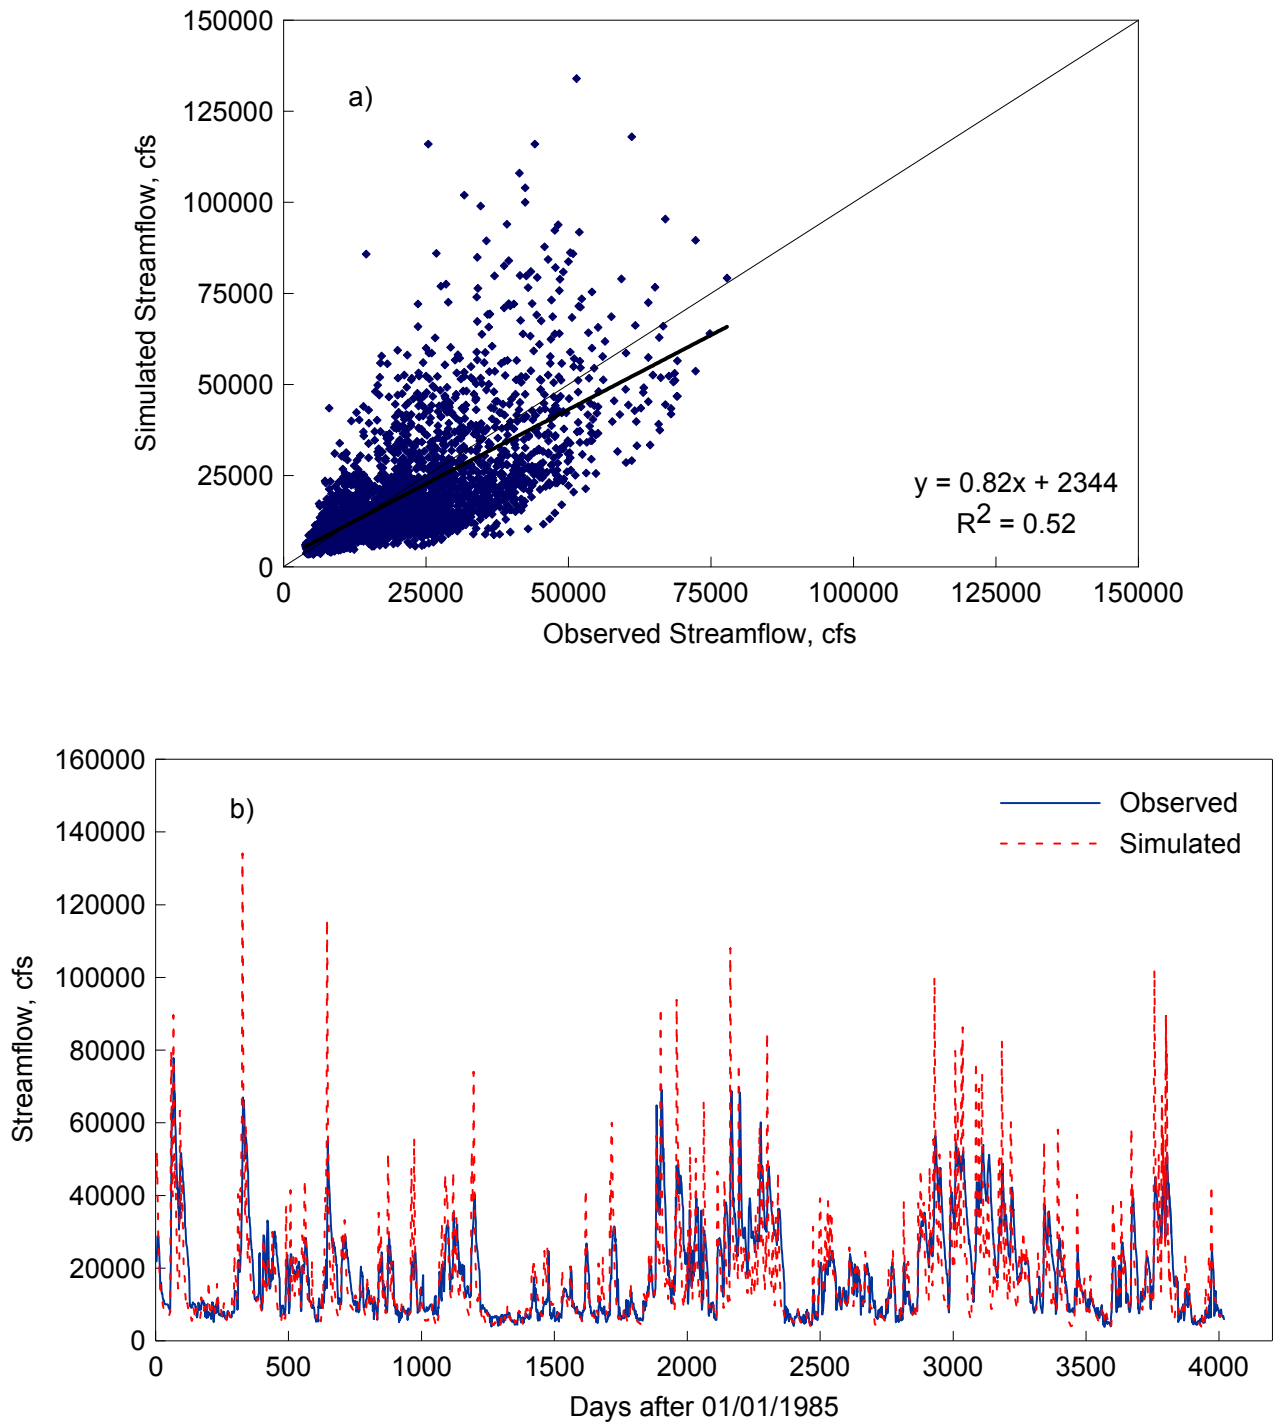 150000
125000
100000
75000
50000
25000
0
Simulated Streamflow, cfs
a)
y = 0.82x + 2344
R2 = 0.52
0 25000 50000 75000 100000 125000 150000
Observed Streamflow, cfs
160000
140000
120000
100000
80000
60000
40000
20000
0
Streamflow, cfs
b)
Observed
Simulated
0 500 1000 1500 2000 2500 3000 3500 4000
Days after 01/01/1985